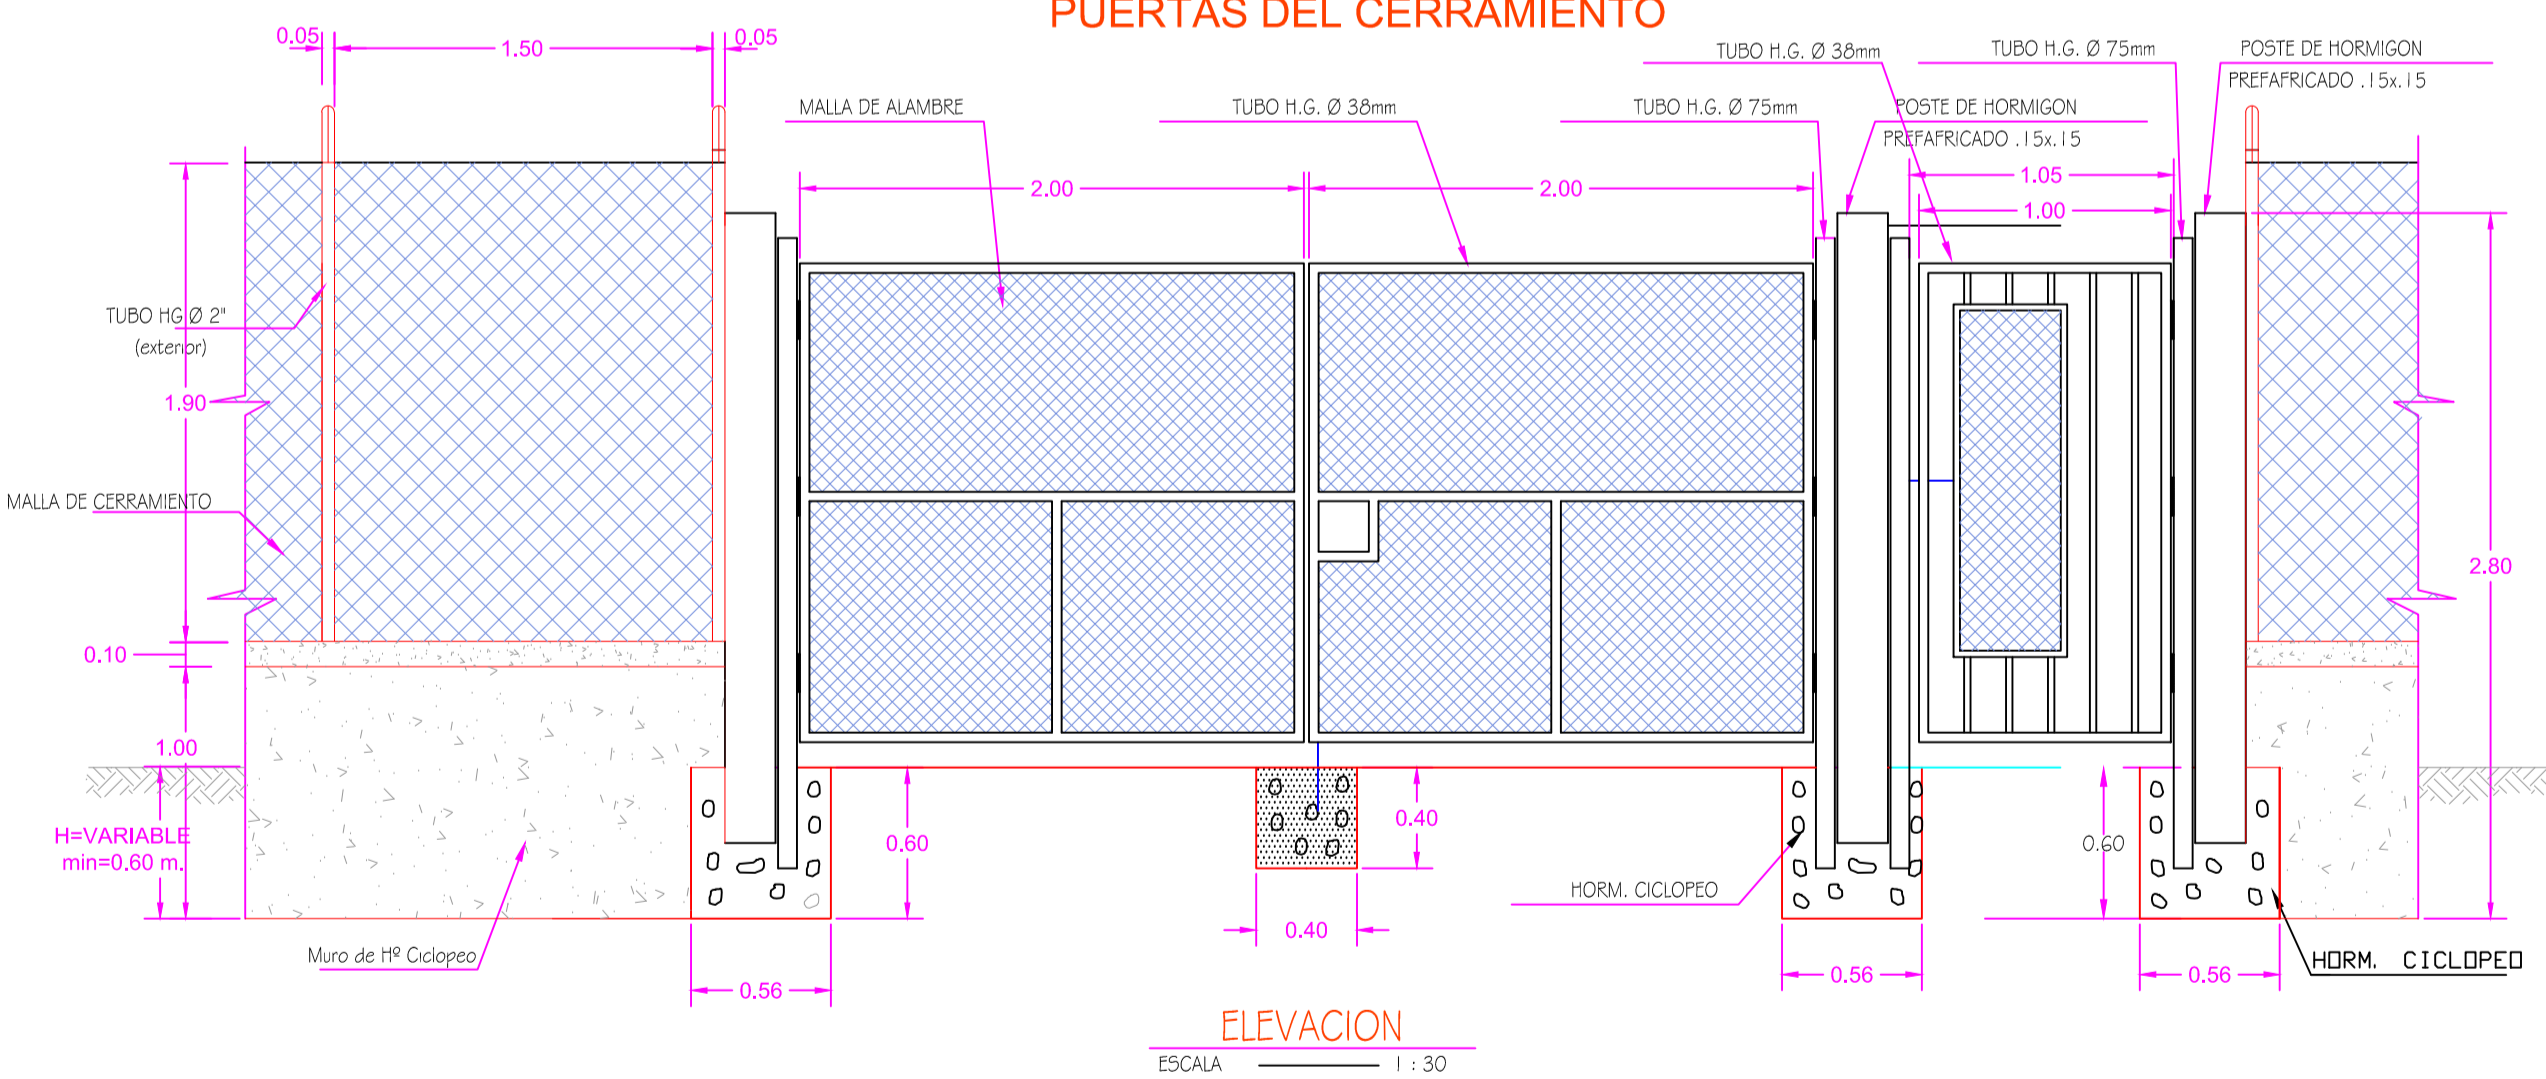 PUERTAS DEL CERRAMIENTO
0.05
1.50
0.05
TUBO H.G. Ø 38mm
TUBO H.G. Ø 75mm
POSTE DE HORMIGON
PREFAFRICADO .15x.15
MALLA DE ALAMBRE
TUBO H.G. Ø 38mm
TUBO H.G. Ø 75mm
POSTE DE HORMIGON
PREFAFRICADO .15x.15
2.00
2.00
1.05
1.00
TUBO HG Ø 2"
(exterior)
1.90
MALLA DE CERRAMIENTO
2.80
0.10
1.00
H=VARIABLE
min=0.60 m.
0.60
0.40
0.60
HORM. CICLOPEO
0.40
Muro de Hº Ciclopeo
0.56
0.56
0.56
HORM. CICLOPEO
ELEVACION
ESCALA 1 : 30